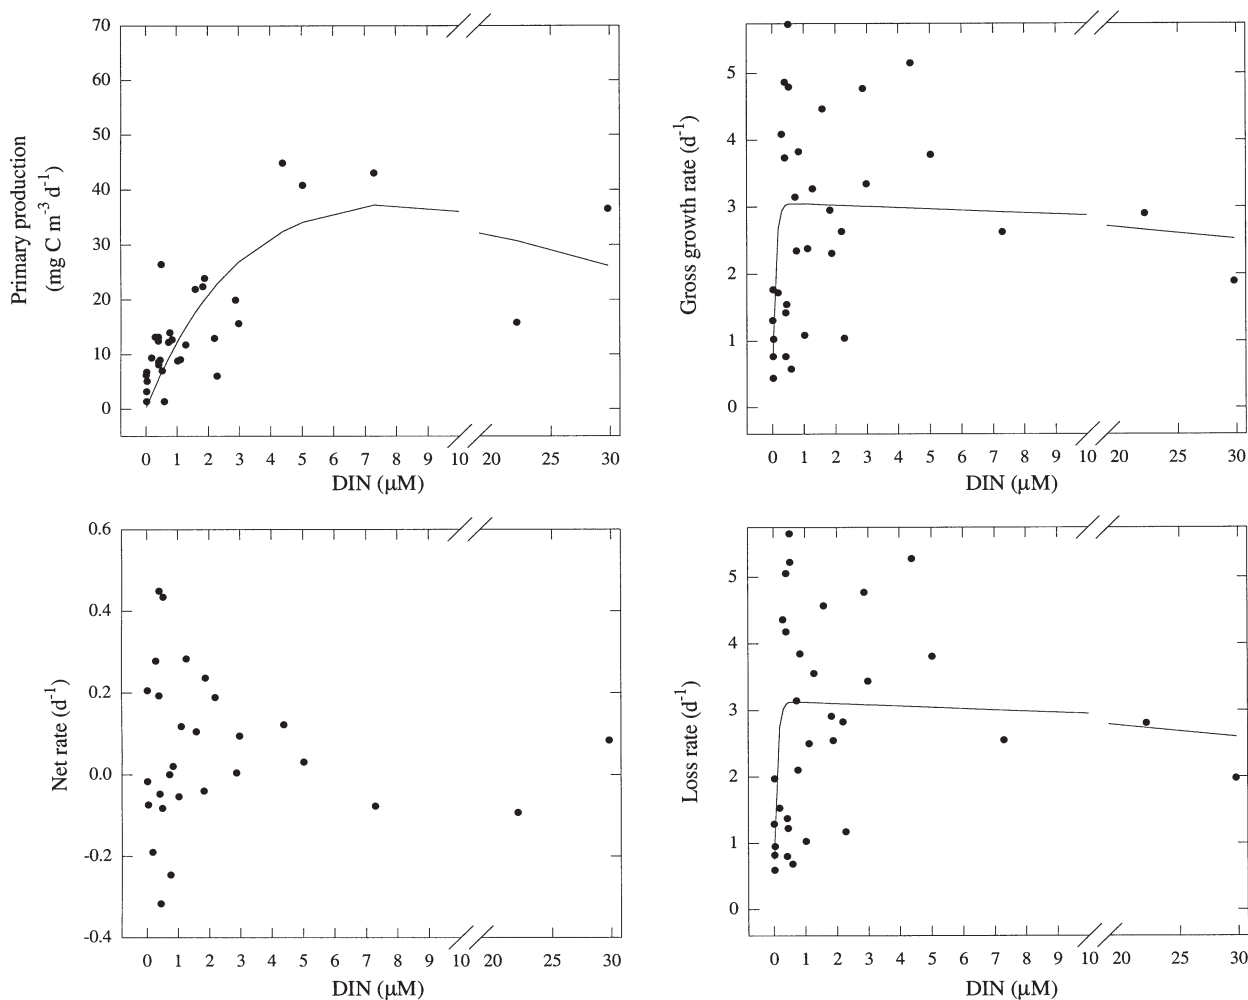 70
60
50
40
30
20
10
0
Primary production
(mg C m-3 d-1)
0 1 2 3 4 5 6 7 8 9 10 20 25 30
DIN (μM)
5
4
3
2
1
0
Gross growth rate (d-1)
0 1 2 3 4 5 6 7 8 9 10 20 25 30
DIN (μM)
0.6
0.4
0.2
0.0
-0.2
-0.4
Net rate (d-1)
0 1 2 3 4 5 6 7 8 9 10 20 25 30
DIN (μM)
5
4
3
2
1
0
Loss rate (d-1)
0 1 2 3 4 5 6 7 8 9 10 20 25 30
DIN (μM)